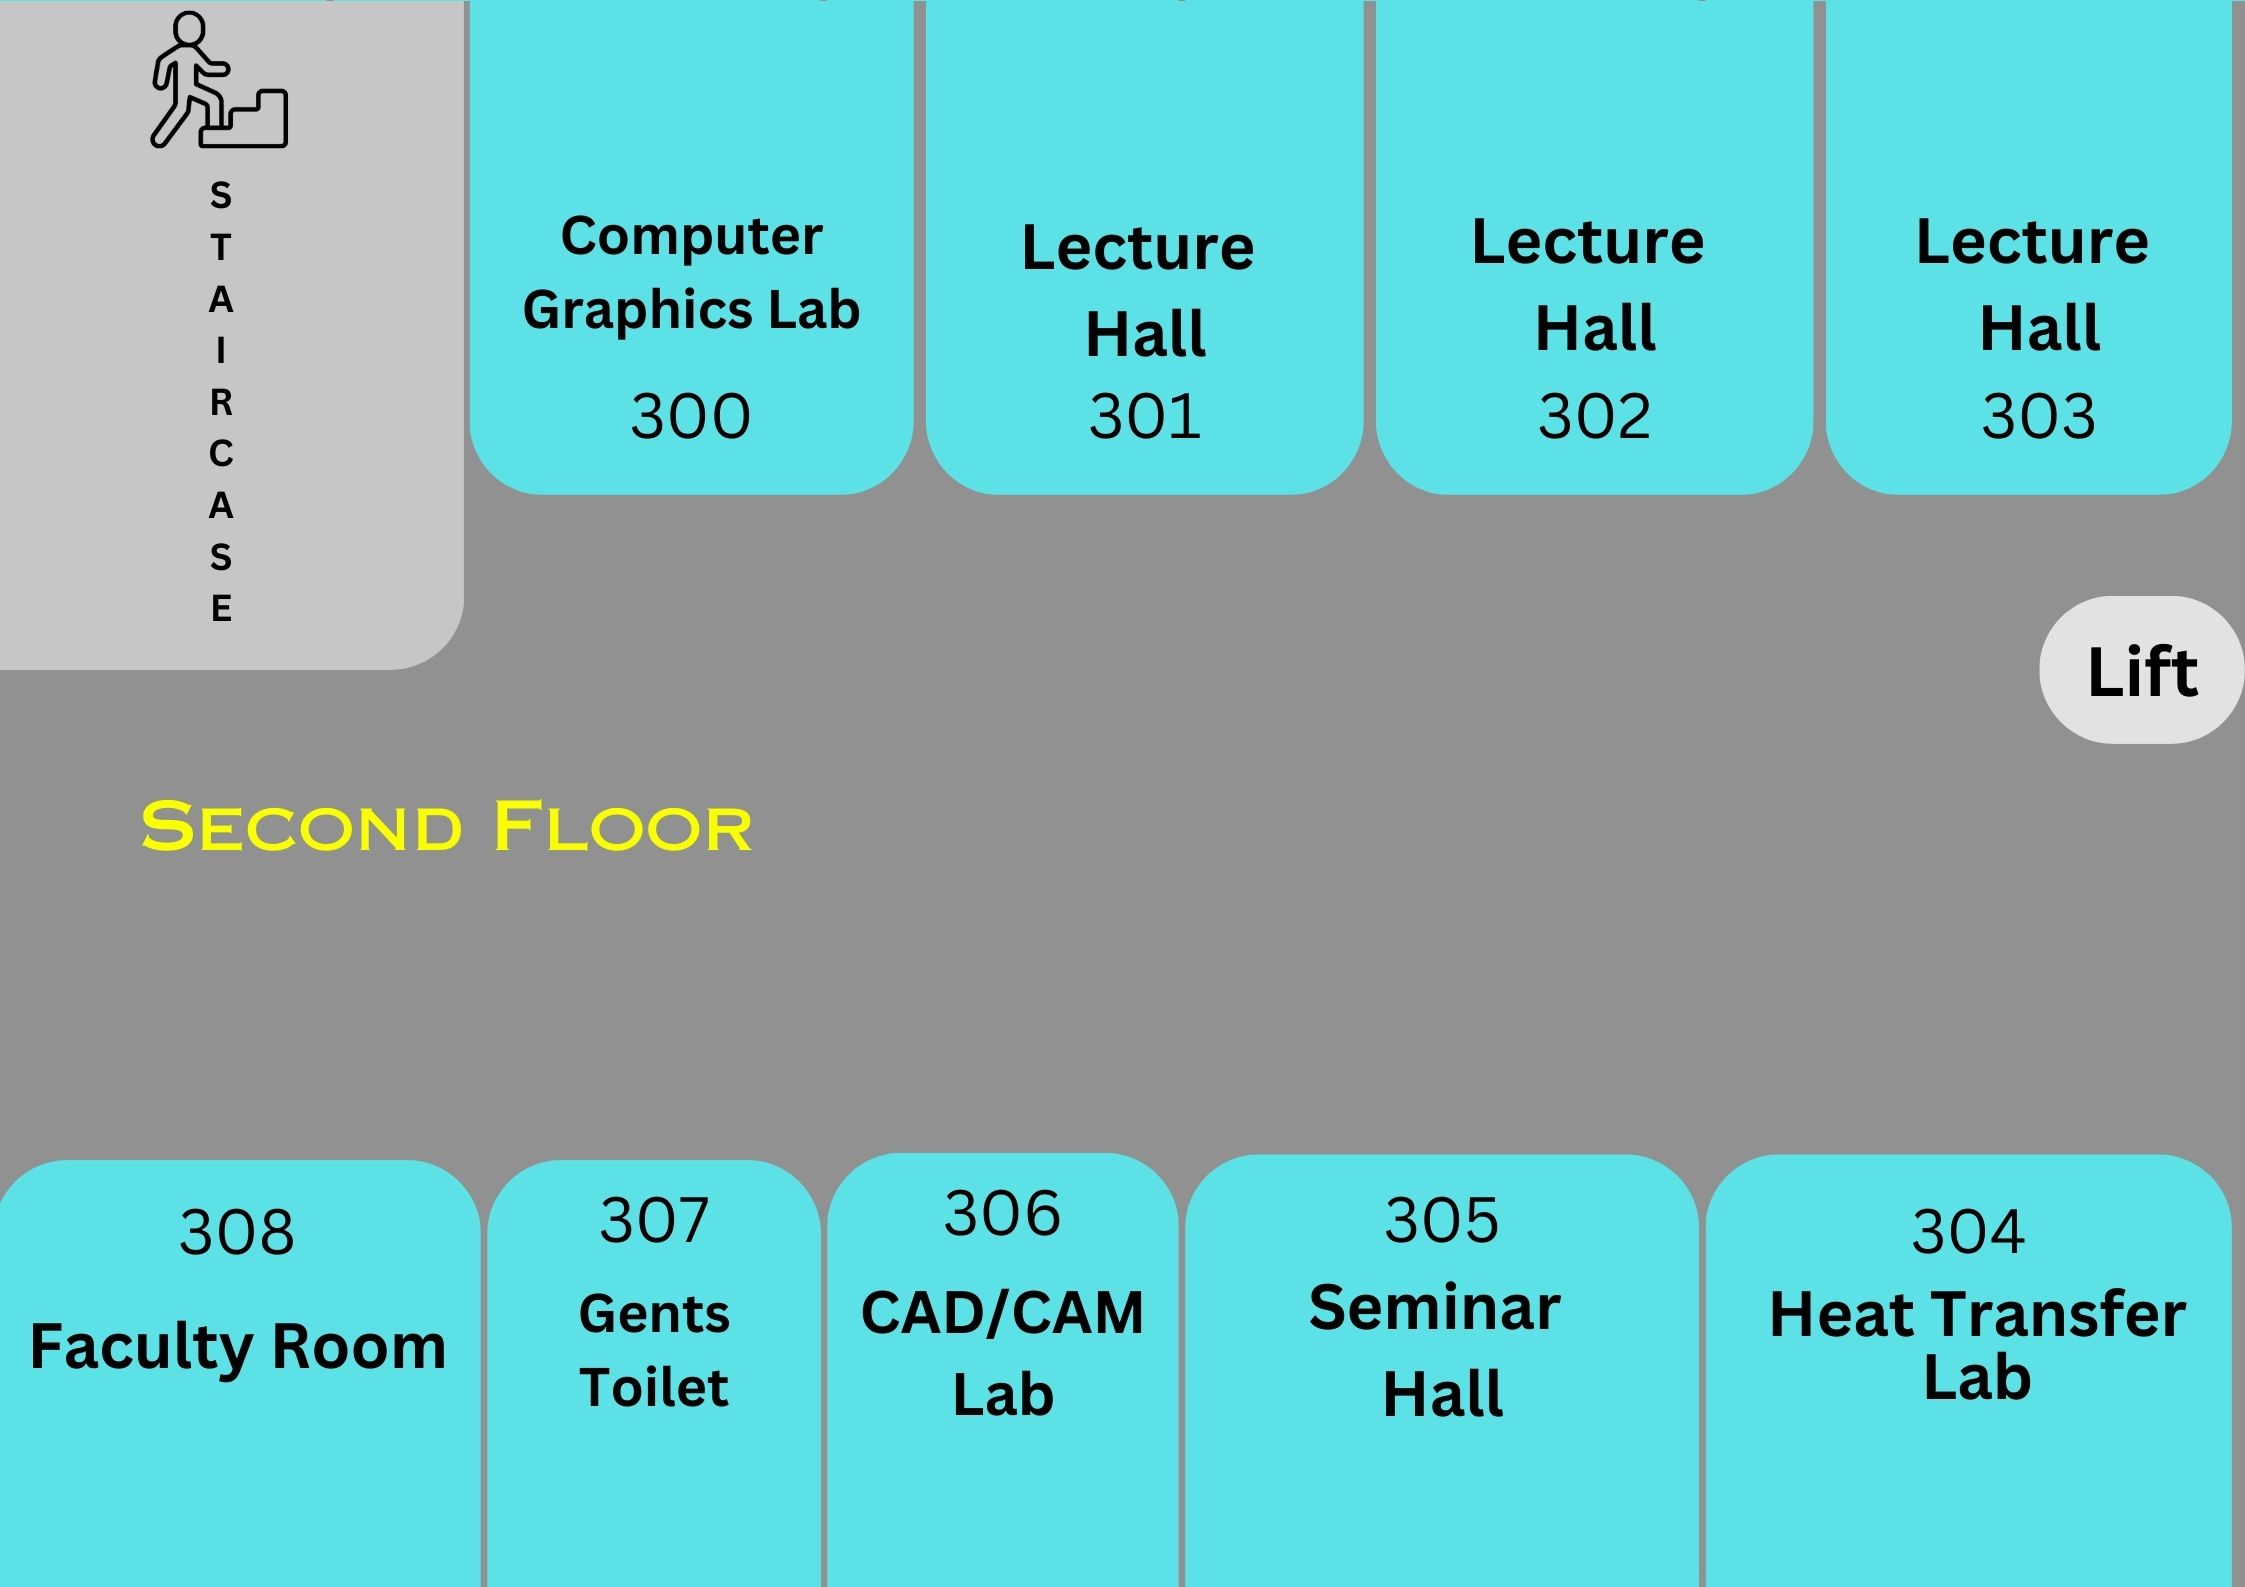 S
T
A
I
R
C
A
S
E
Computer
Graphics Lab
300
Lecture
Hall
301
Lecture
Hall
302
Lecture
Hall
303
Lift
Second Floor
308
Faculty Room
307
Gents
Toilet
306
CAD/CAM
Lab
305
Seminar
Hall
304
Heat Transfer
Lab